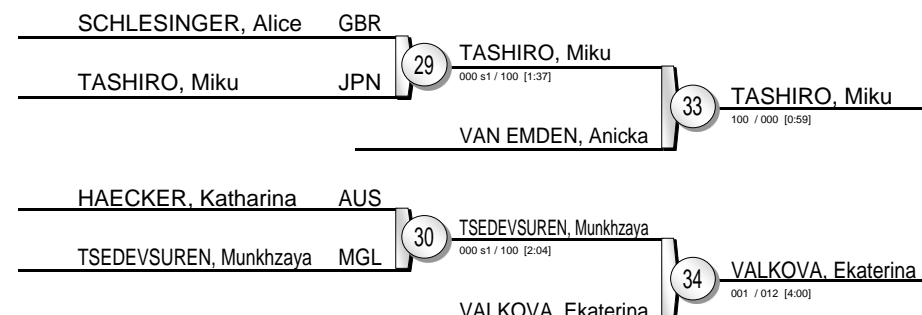 SCHLESINGER, Alice GBR
29
TASHIRO, Miku
000 s1 / 100 [1:37]
TASHIRO, Miku JPN
33
TASHIRO, Miku
100 / 000 [0:59]
VAN EMDEN, Anicka
HAECKER, Katharina AUS
30
TSEDEVSUREN, Munkhzaya
000 s1 / 100 [2:04]
TSEDEVSUREN, Munkhzaya MGL
34
VALKOVA, Ekaterina
001 / 012 [4:00]
VALKOVA, Ekaterina